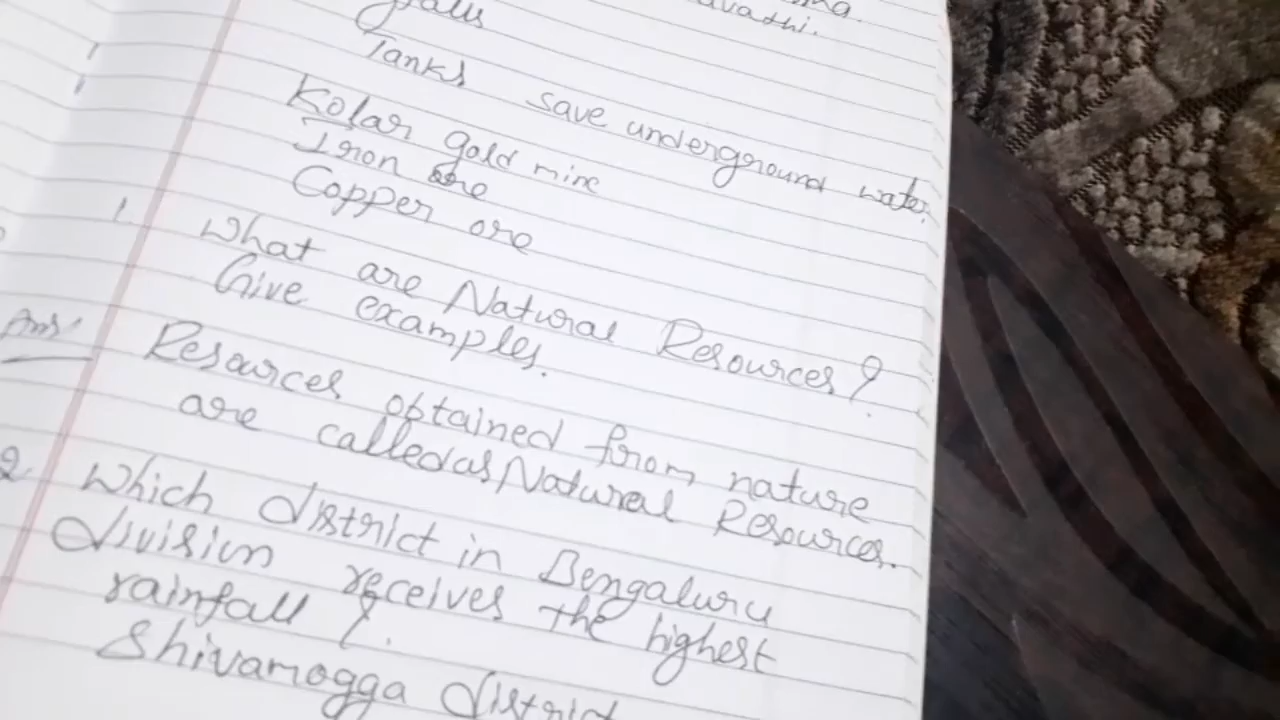 Tanks save underground water.
Kolar gold mine
Iron ore
Copper ore
1. What are Natural Resources?
Give examples.
Ans: Resources obtained from nature
are called as Natural Resources.
2. Which district in Bengaluru
division receives the highest
rainfall?
Shivamogga district